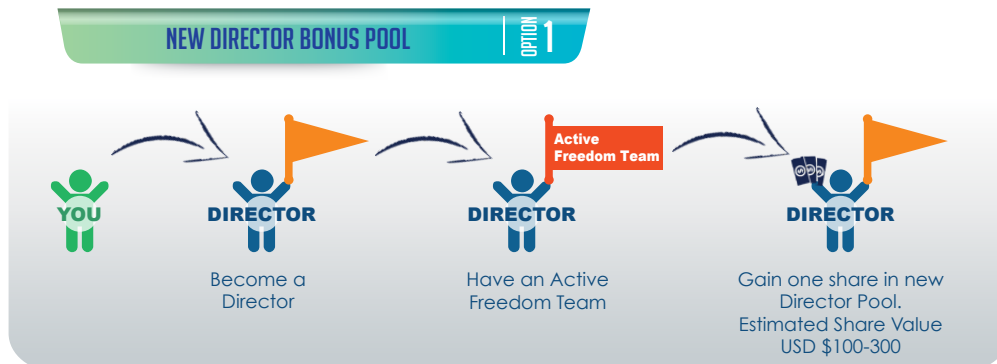 NEW DIRECTOR BONUS POOL
OPTION 1
Active
Freedom Team
YOU
DIRECTOR
DIRECTOR
DIRECTOR
Become a
Director
Have an Active
Freedom Team
Gain one share in new
Director Pool.
Estimated Share Value
USD $100-300